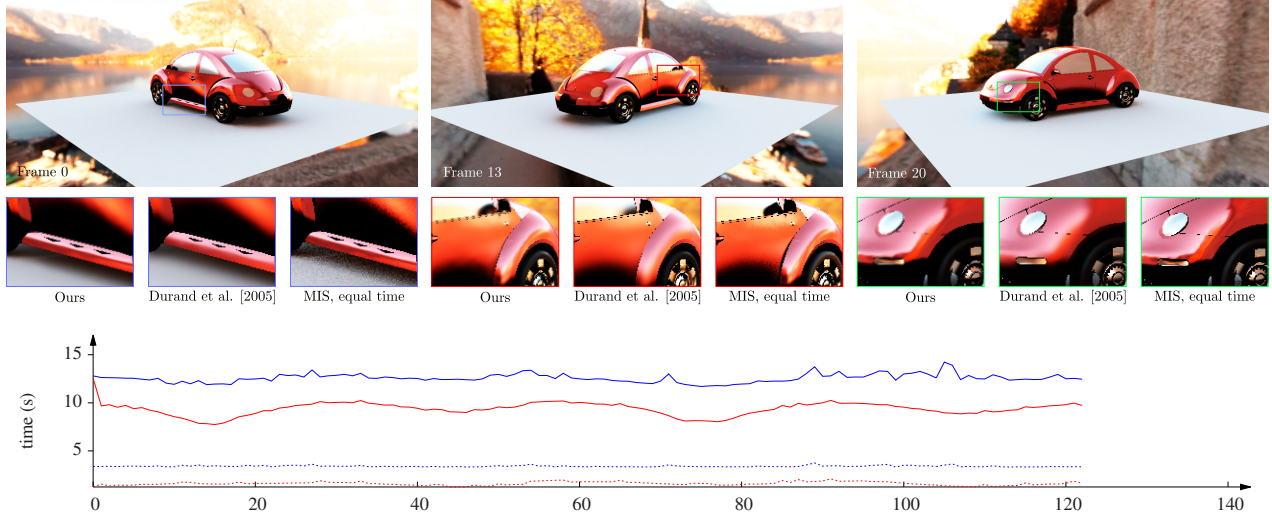 Frame 0
Frame 13
Frame 20
Ours
Durand et al. [2005]
MIS, equal time
Ours
Durand et al. [2005]
MIS, equal time
Ours
Durand et al. [2005]
MIS, equal time
time (s)
15
10
5
0
20
40
60
80
100
120
140